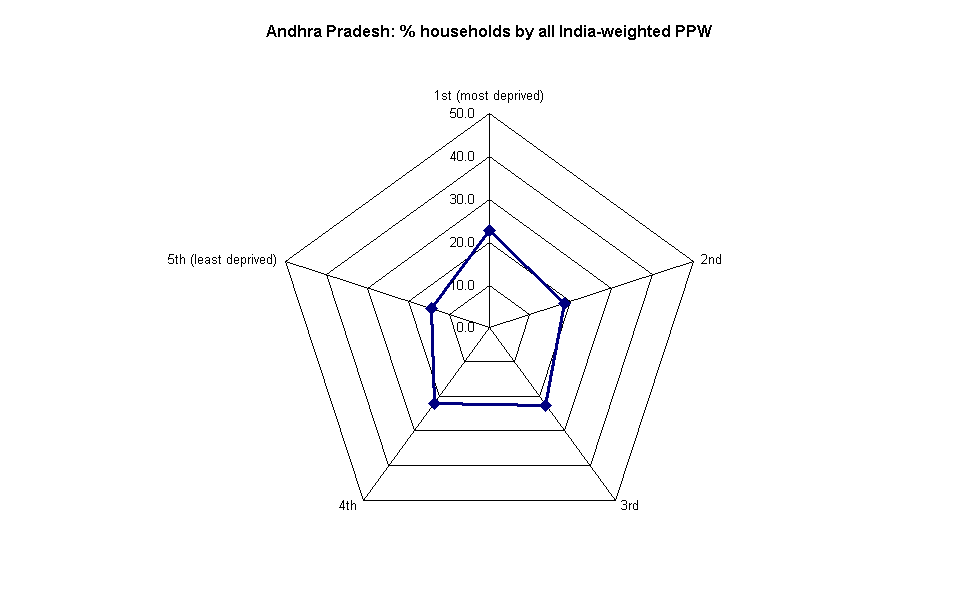 Andhra Pradesh: % households by all India-weighted PPW
1st (most deprived)
50.0
40.0
30.0
20.0
10.0
0.0
5th (least deprived)
2nd
4th
3rd